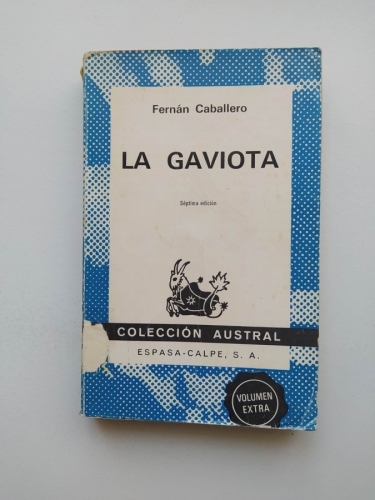 Fernán Caballero
LA GAVIOTA
Séptima edición
COLECCIÓN AUSTRAL
ESPASA-CALPE, S. A.
VOLUMEN
EXTRA